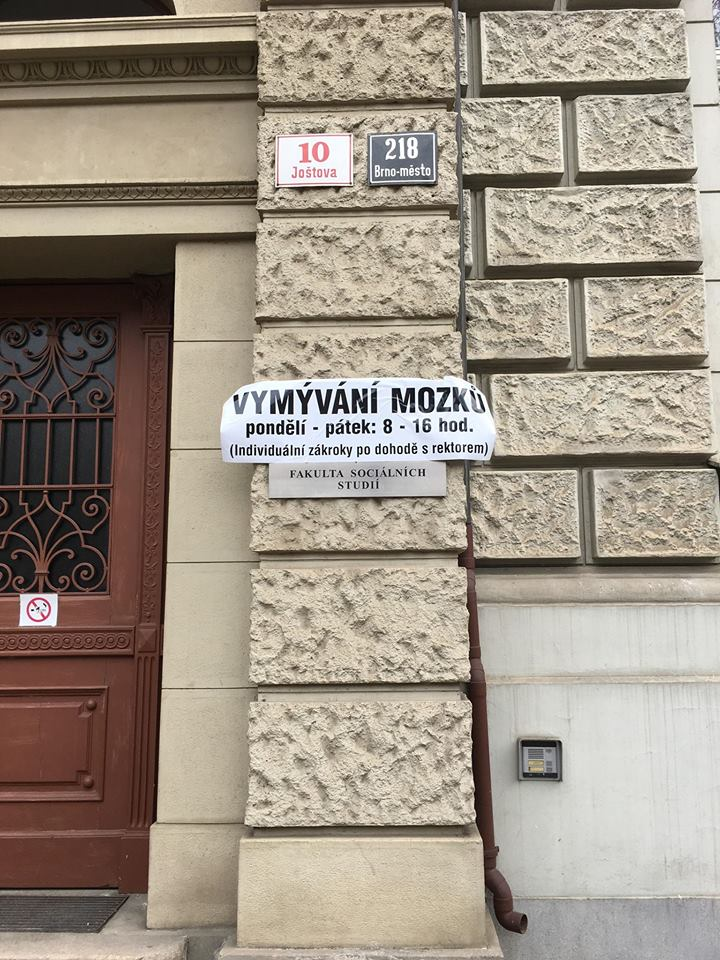 10
Joštova
218
Brno-město
VYMÝVÁNÍ MOZKŮ
pondělí - pátek: 8 - 16 hod.
(Individuální zákroky po dohodě s rektorem)
FAKULTA SOCIÁLNÍCH
STUDIÍ